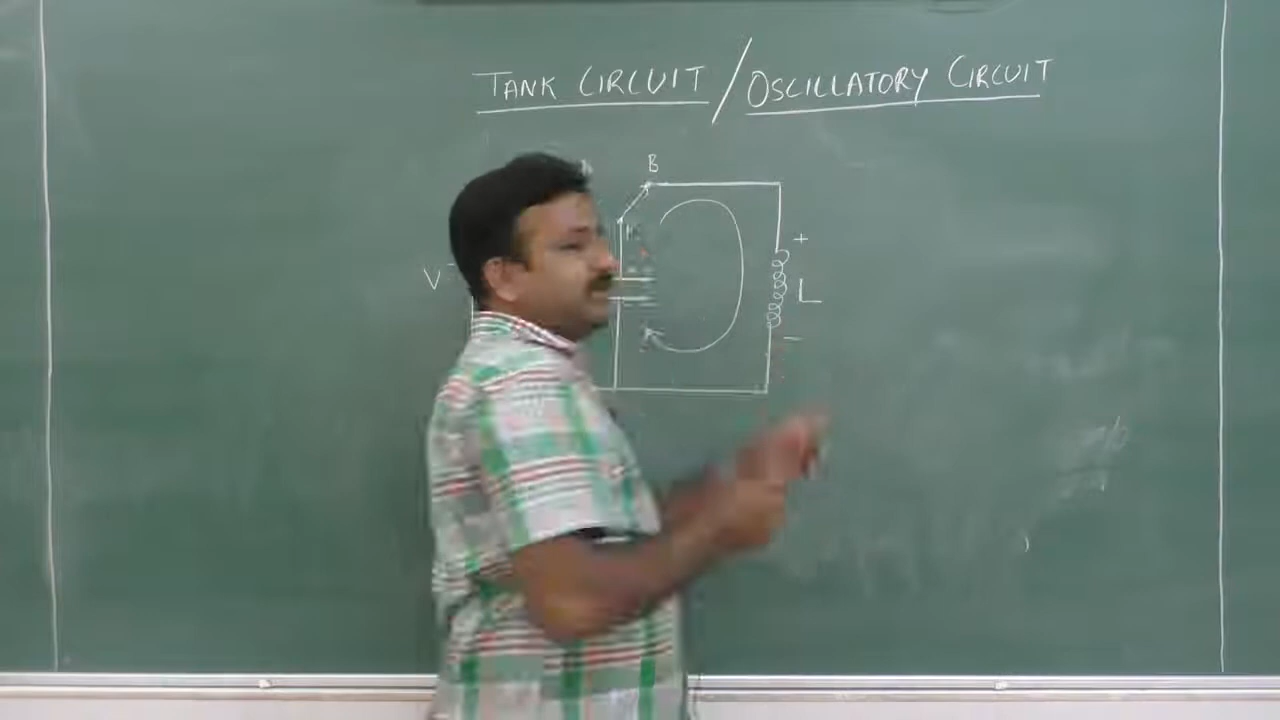 TANK CIRCUIT / OSCILLATORY CIRCUIT
B
+
V
L
−